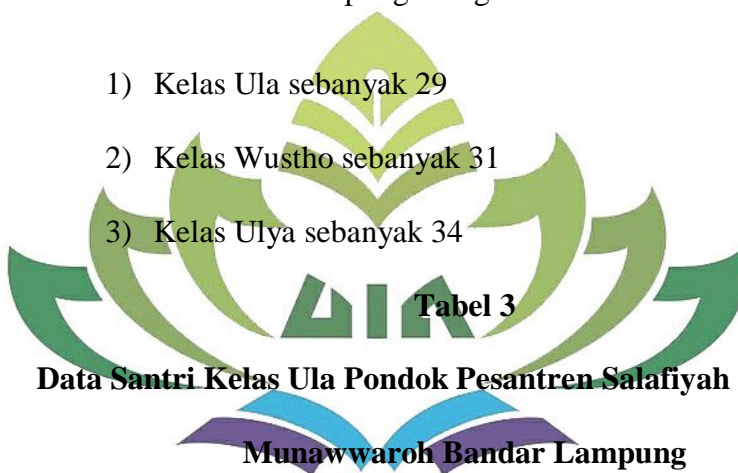 1) Kelas Ula sebanyak 29
2) Kelas Wustho sebanyak 31
3) Kelas Ulya sebanyak 34
UIN
Tabel 3
Data Santri Kelas Ula Pondok Pesantren Salafiyah
Munawwaroh Bandar Lampung